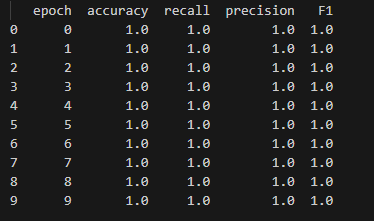 epoch accuracy recall precision F1
0 0 1.0 1.0 1.0 1.0
1 1 1.0 1.0 1.0 1.0
2 2 1.0 1.0 1.0 1.0
3 3 1.0 1.0 1.0 1.0
4 4 1.0 1.0 1.0 1.0
5 5 1.0 1.0 1.0 1.0
6 6 1.0 1.0 1.0 1.0
7 7 1.0 1.0 1.0 1.0
8 8 1.0 1.0 1.0 1.0
9 9 1.0 1.0 1.0 1.0